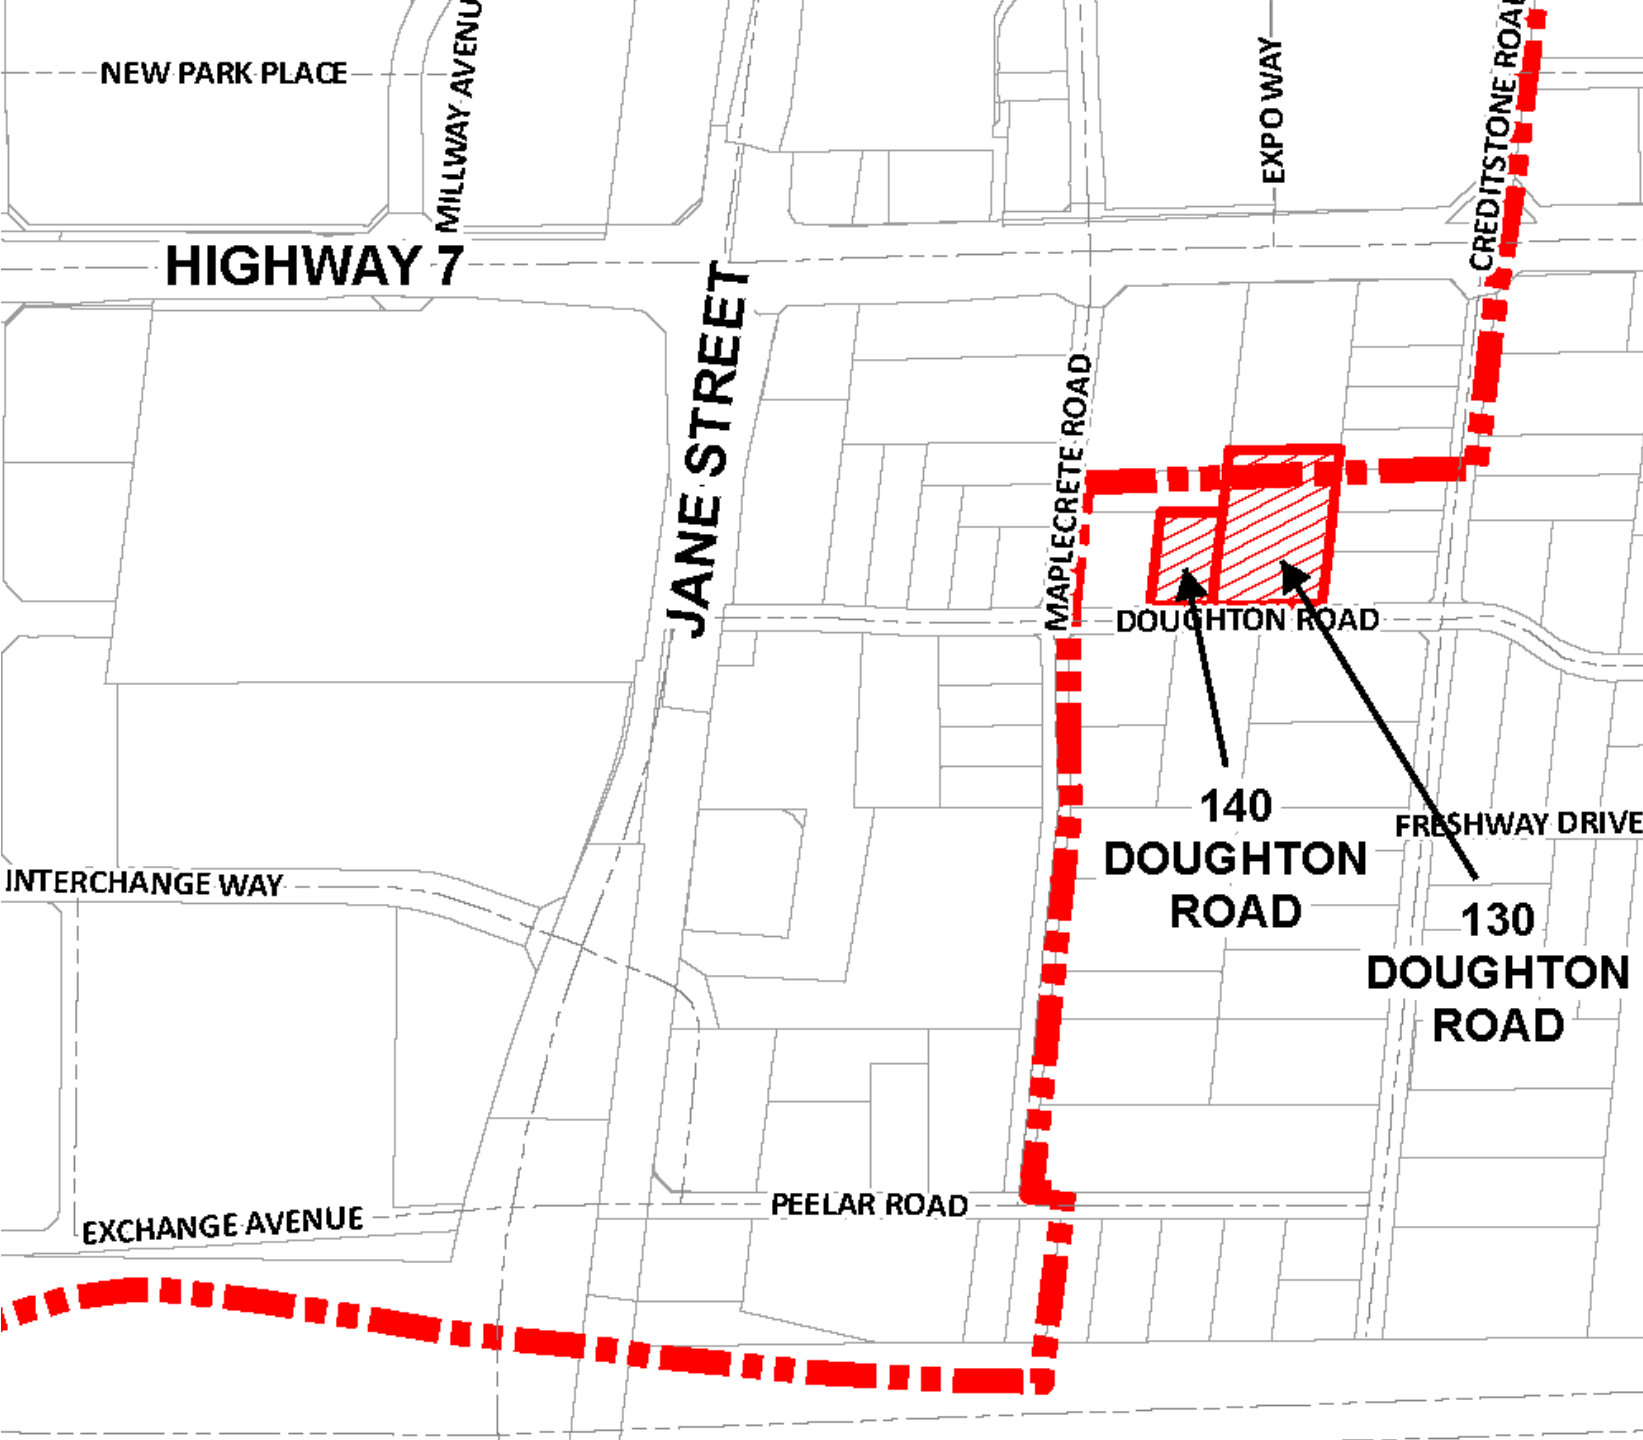 NEW PARK PLACE
MILLWAY AVENU
EXPO WAY
CREDITSTONE ROAD
HIGHWAY 7
JANE STREET
MAPLECRETE ROAD
DOUGHTON ROAD
140
DOUGHTON
ROAD
FRESHWAY DRIVE
130
DOUGHTON
ROAD
INTERCHANGE WAY
PEELAR ROAD
EXCHANGE AVENUE